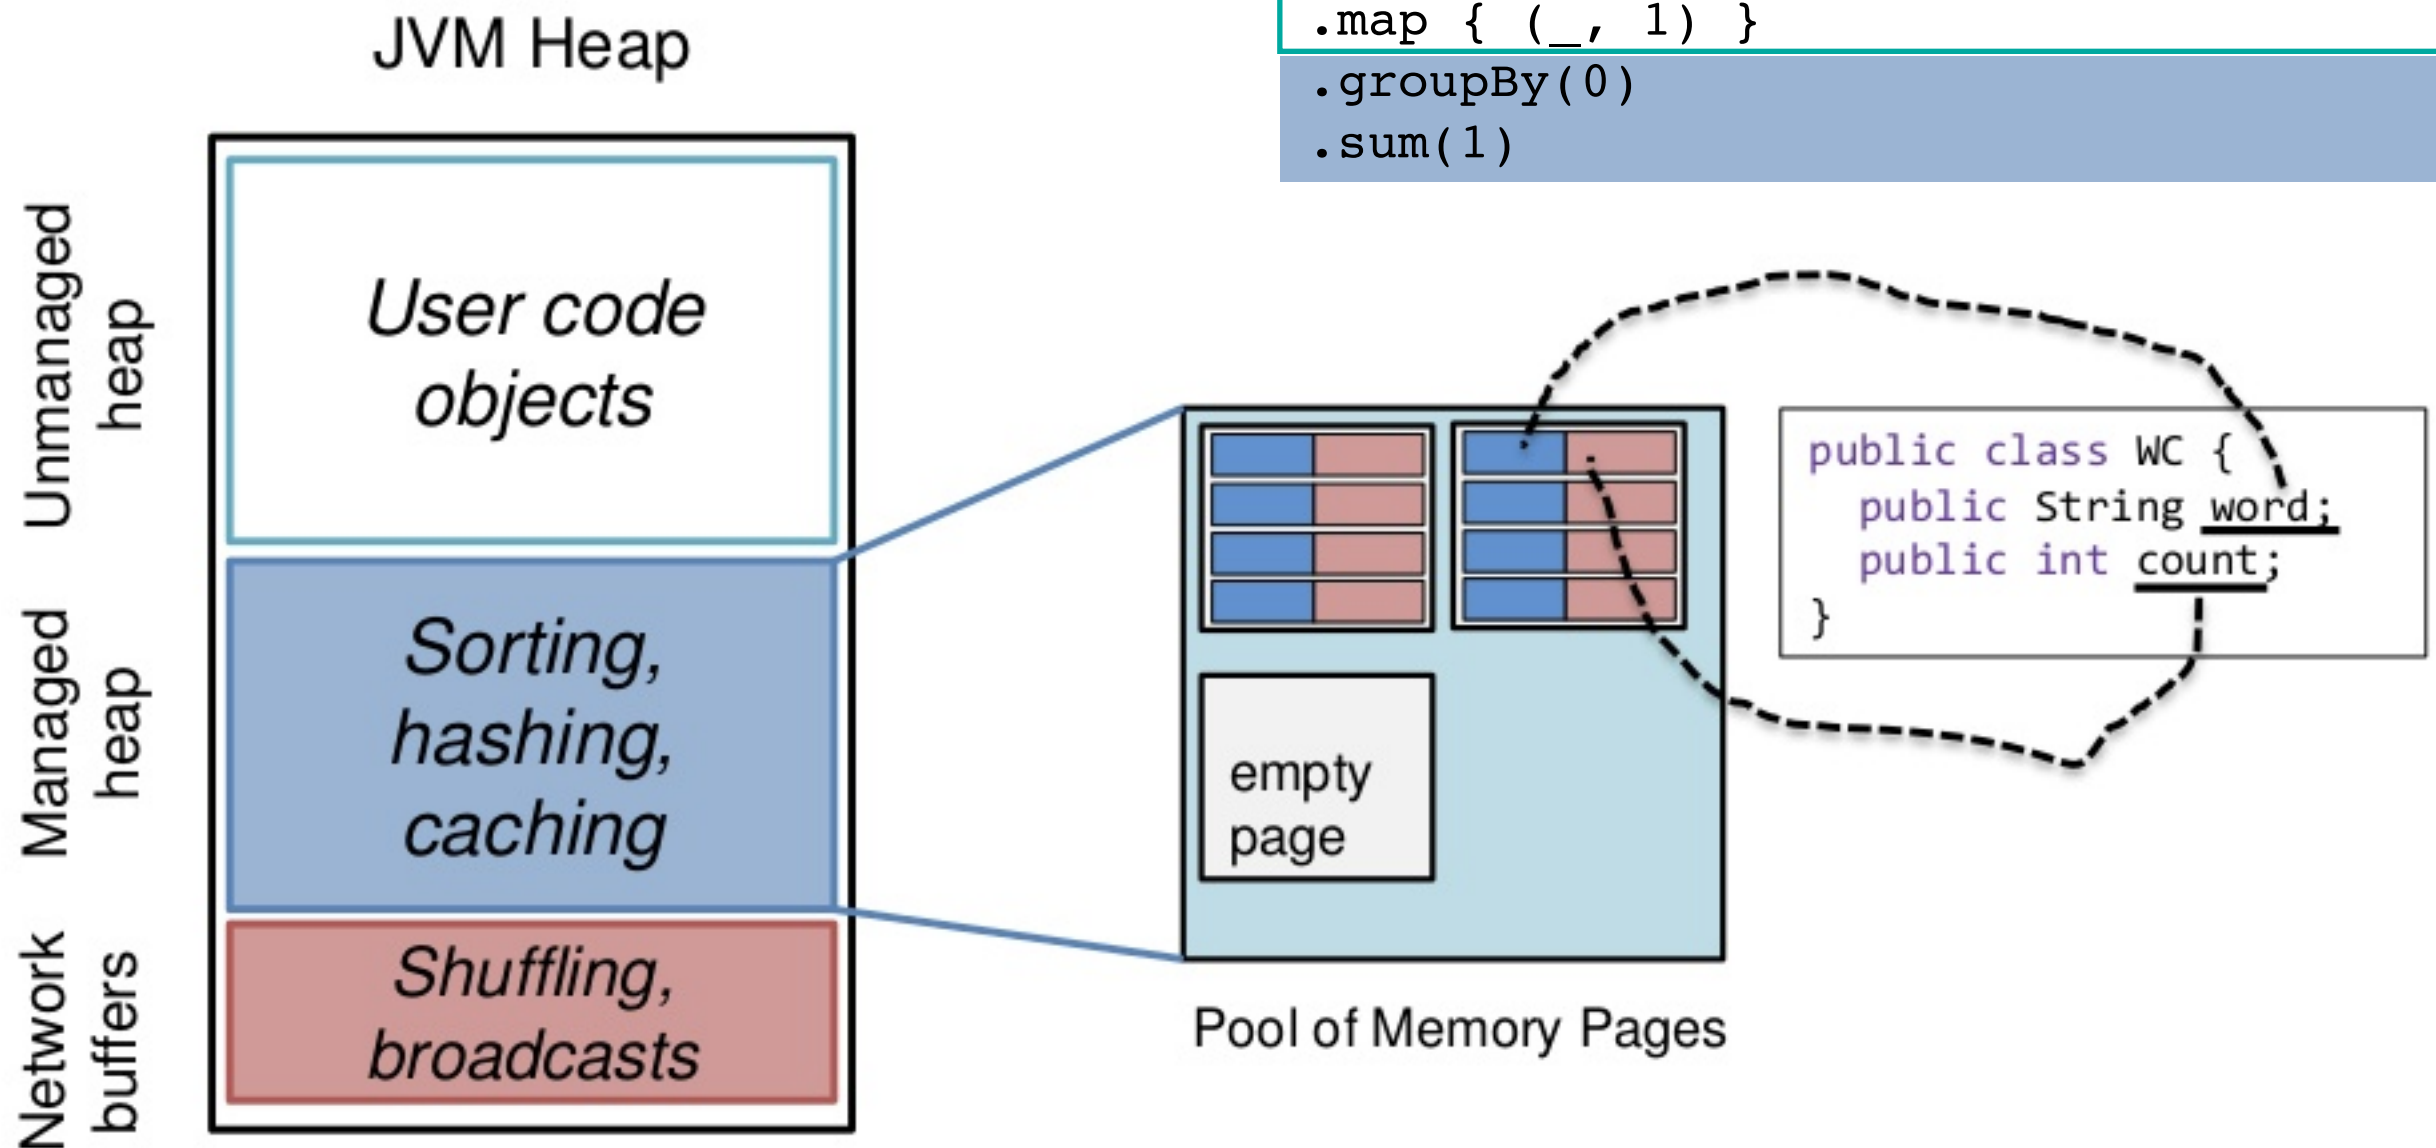 JVM Heap
.map { (_, 1) }
.groupBy(0)
.sum(1)
Unmanaged
heap
User code
objects
Managed
heap
Sorting,
hashing,
caching
Network
buffers
Shuffling,
broadcasts
empty
page
Pool of Memory Pages
public class WC {
public String word;
public int count;
}